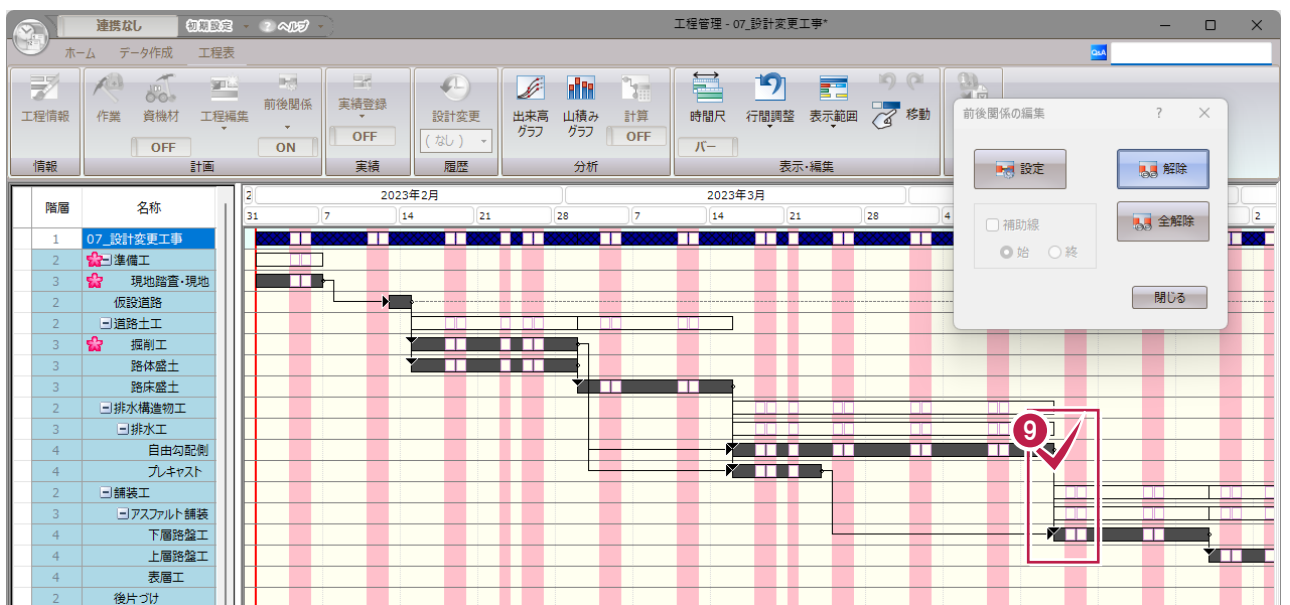 連携なし 初期設定 ? ヘルプ 工程管理 - 07_設計変更工事*
ホーム データ作成 工程表 Q&A
工程情報 作業 資機材 工程編集 前後関係 実績登録 設計変更 出来高グラフ 山積みグラフ 計算 時間尺 行間調整 表示範囲 移動
OFF ON OFF (なし) OFF バー
情報 計画 実績 履歴 分析 表示・編集
前後関係の編集 ? ×
設定 解除
補助線 全解除
始 終
閉じる
階層 名称 2 2023年2月 2023年3月
31 7 14 21 28 7 14 21 28 4 2
1 07_設計変更工事
2 準備工
3 現地踏査・現地
2 仮設道路
2 道路土工
3 掘削工
3 路体盛土
3 路床盛土
2 排水構造物工
3 排水工
9
4 自由勾配側
4 プレキャスト
2 舗装工
3 アスファルト舗装
4 下層路盤工
4 上層路盤工
4 表層工
2 後片づけ